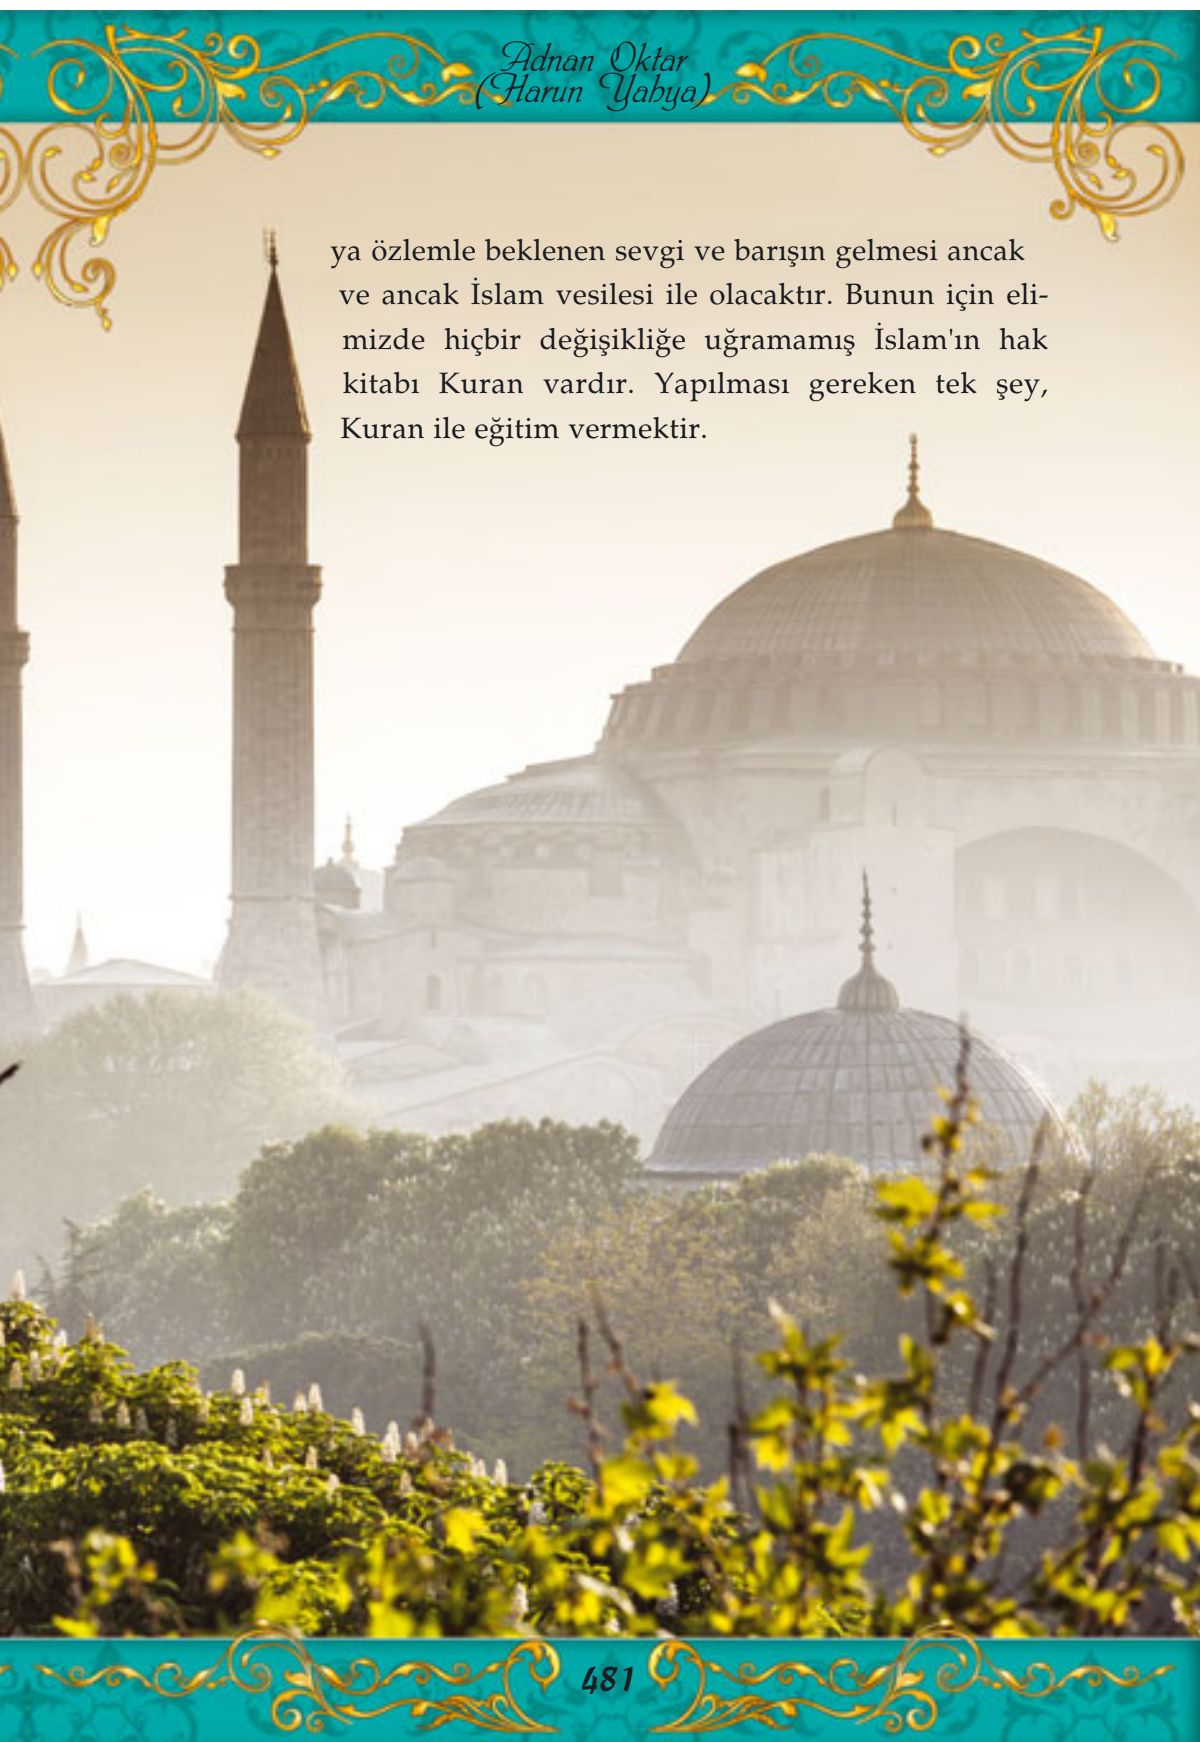 Adnan Oktar
(Harun Yahya)
ya özlemle beklenen sevgi ve barışın gelmesi ancak
ve ancak İslam vesilesi ile olacaktır. Bunun için eli-
mizde hiçbir değişikliğe uğramamış İslam'ın hak
kitabı Kuran vardır. Yapılması gereken tek şey,
Kuran ile eğitim vermektir.
481